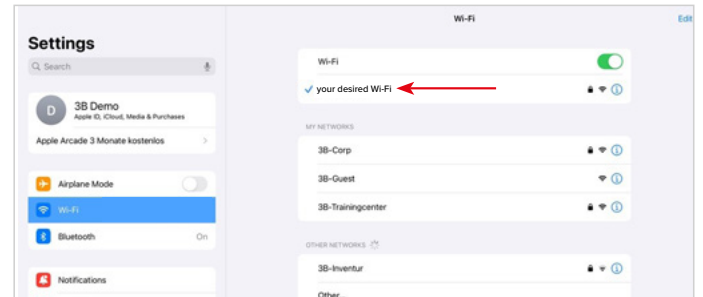 Wi-Fi
Edit
Settings
Search
D
3B Demo
Apple ID, iCloud, Media & Purchases
Apple Arcade 3 Monate kostenlos
Airplane Mode
Wi-Fi
Bluetooth On
Notifications
Wi-Fi
your desired Wi-Fi
MY NETWORKS
3B-Corp
3B-Guest
3B-Trainingcenter
OTHER NETWORKS
3B-Inventur
Other...